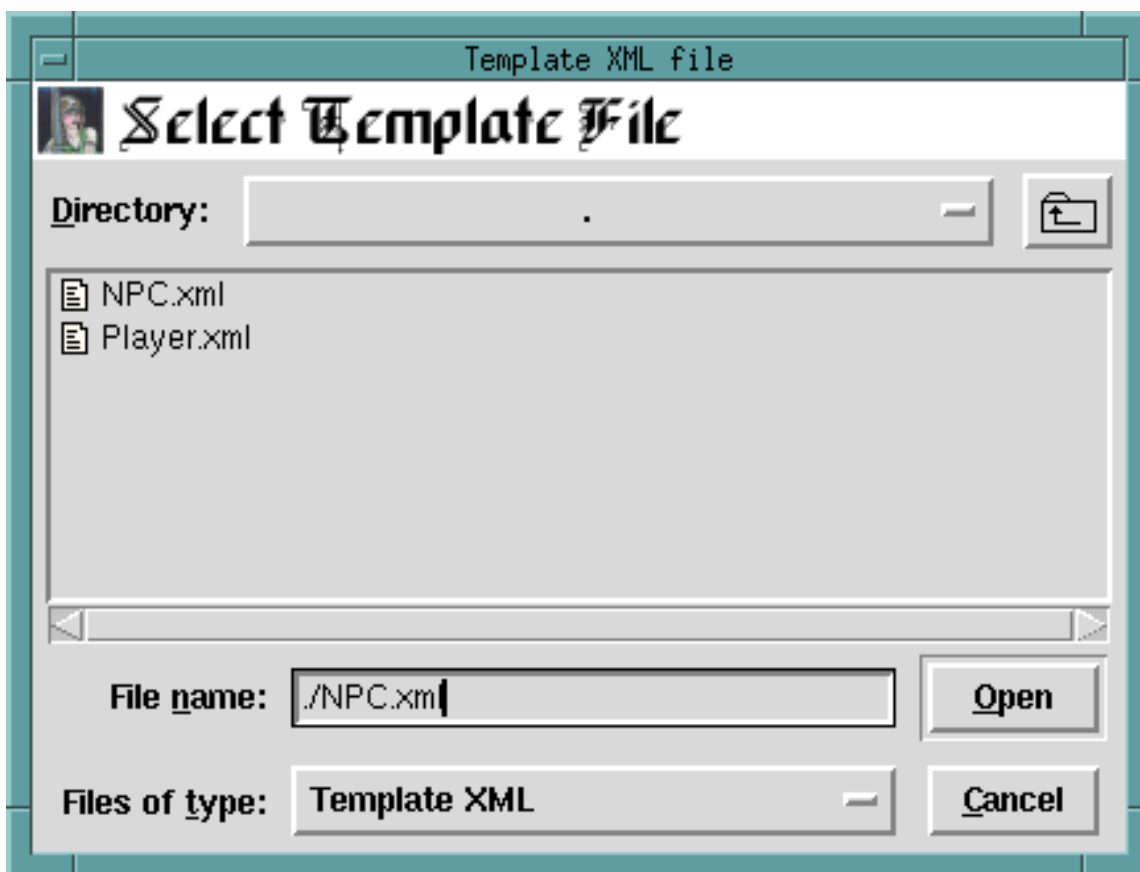 Template XML file
Select Template File
Directory: .
NPC.xml
Player.xml
File name: ./NPC.xml Open
Files of type: Template XML Cancel